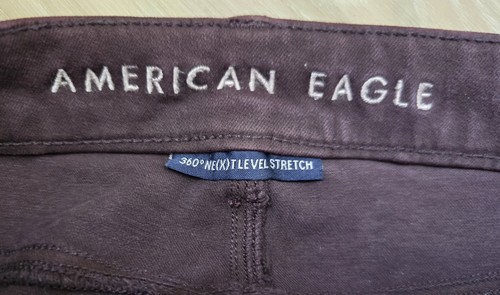 AMERICAN EAGLE
360° NE(X)T LEVEL STRETCH